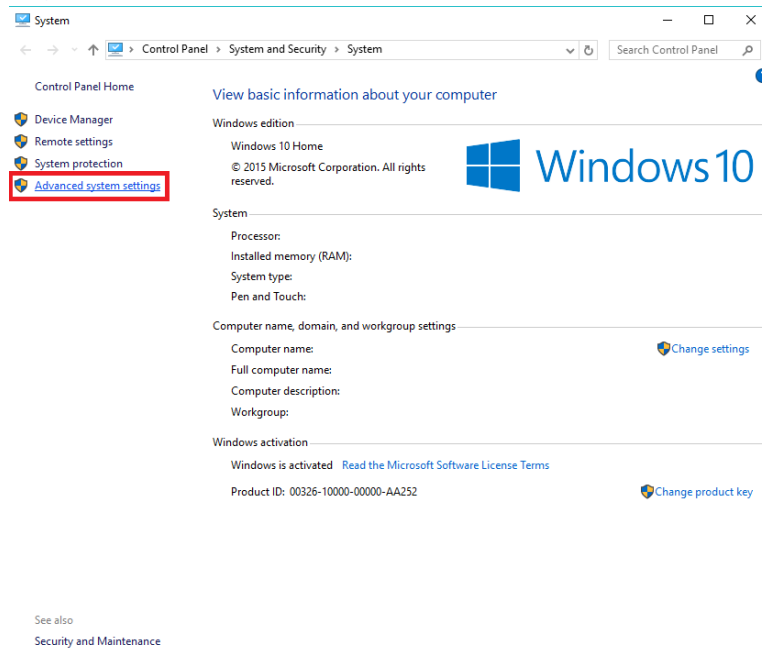 System
Control Panel › System and Security › System
Search Control Panel
Control Panel Home
Device Manager
Remote settings
System protection
Advanced system settings
View basic information about your computer
Windows edition
Windows 10 Home
© 2015 Microsoft Corporation. All rights
reserved.
Windows 10
System
Processor:
Installed memory (RAM):
System type:
Pen and Touch:
Computer name, domain, and workgroup settings
Computer name:
Change settings
Full computer name:
Computer description:
Workgroup:
Windows activation
Windows is activated Read the Microsoft Software License Terms
Product ID: 00326-10000-00000-AA252
Change product key
See also
Security and Maintenance